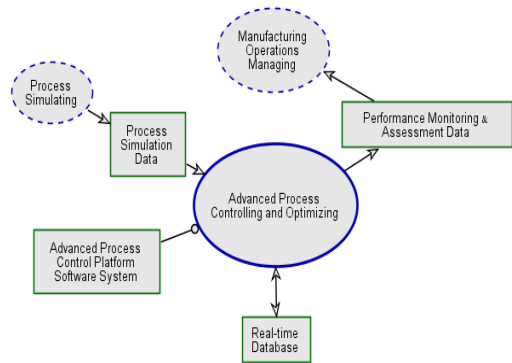 Manufacturing
Operations
Managing
Process
Simulating
Process
Simulation
Data
Performance Monitoring &
Assessment Data
Advanced Process
Controlling and Optimizing
Advanced Process
Control Platform
Software System
Real-time
Database